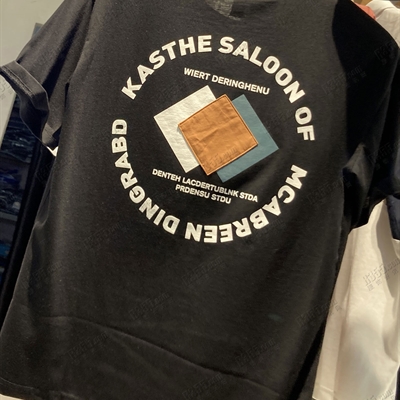 KASTHE SALOON OF MCABREEN DINGRABD
WIERT DERINGHENU
DENTEH LACDERTUBLNK STDA
PRDENSU STDU